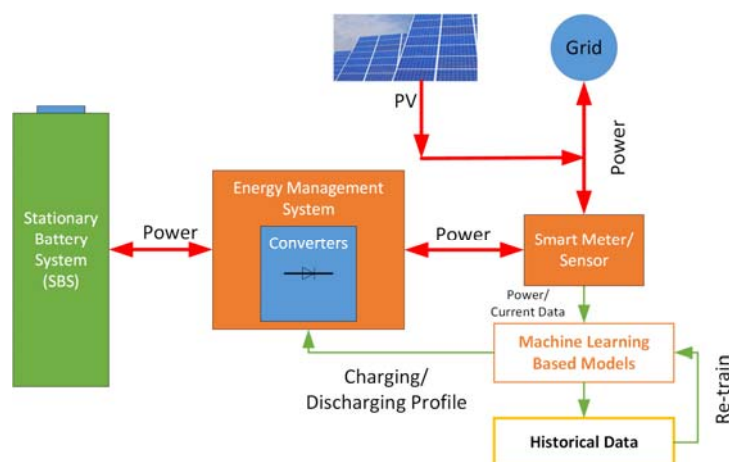 Grid
PV
Power
Energy Management
System
Converters
Stationary
Battery
System
(SBS)
Power
Power
Smart Meter/
Sensor
Power/
Current Data
Machine Learning
Based Models
Charging/
Discharging Profile
Re-train
Historical Data